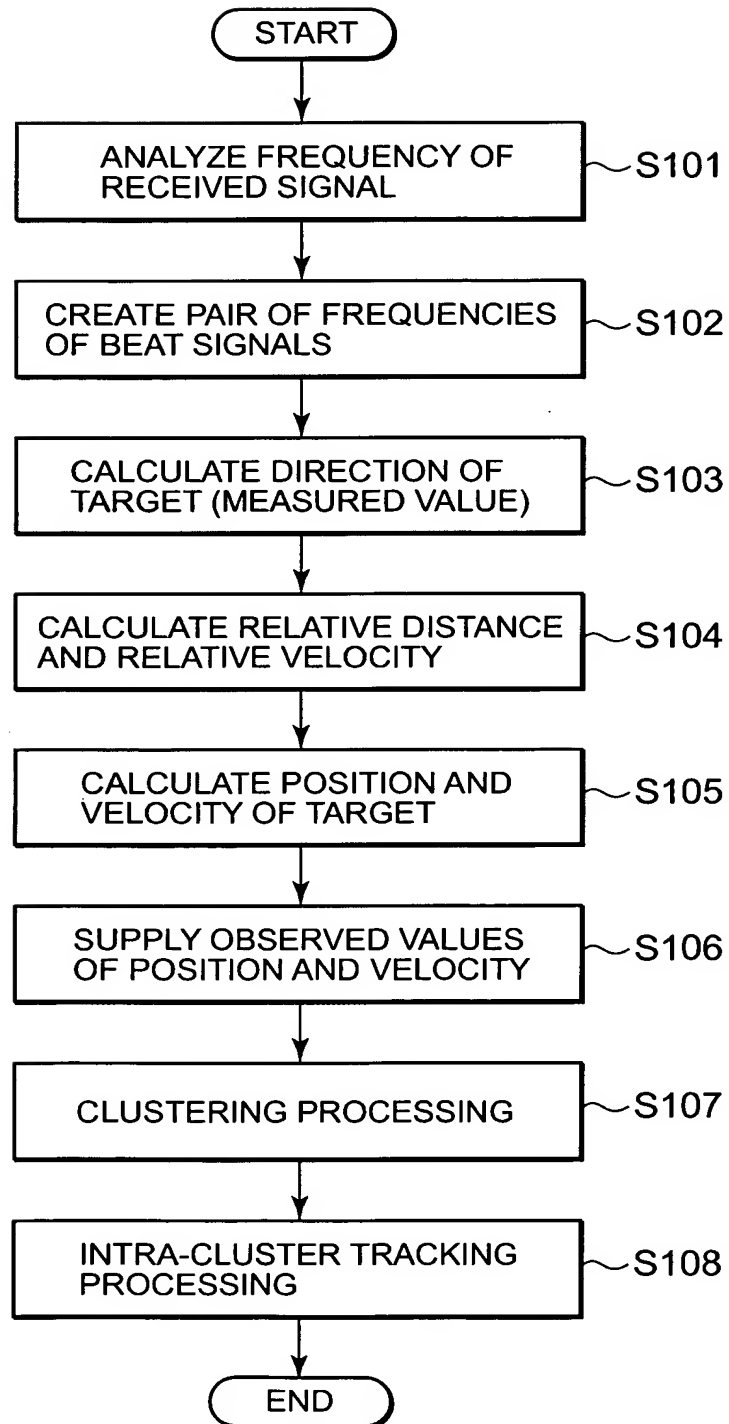 START
ANALYZE FREQUENCY OF
RECEIVED SIGNAL
S101
CREATE PAIR OF FREQUENCIES
OF BEAT SIGNALS
S102
CALCULATE DIRECTION OF
TARGET (MEASURED VALUE)
S103
CALCULATE RELATIVE DISTANCE
AND RELATIVE VELOCITY
S104
CALCULATE POSITION AND
VELOCITY OF TARGET
S105
SUPPLY OBSERVED VALUES
OF POSITION AND VELOCITY
S106
CLUSTERING PROCESSING
S107
INTRA-CLUSTER TRACKING
PROCESSING
S108
END